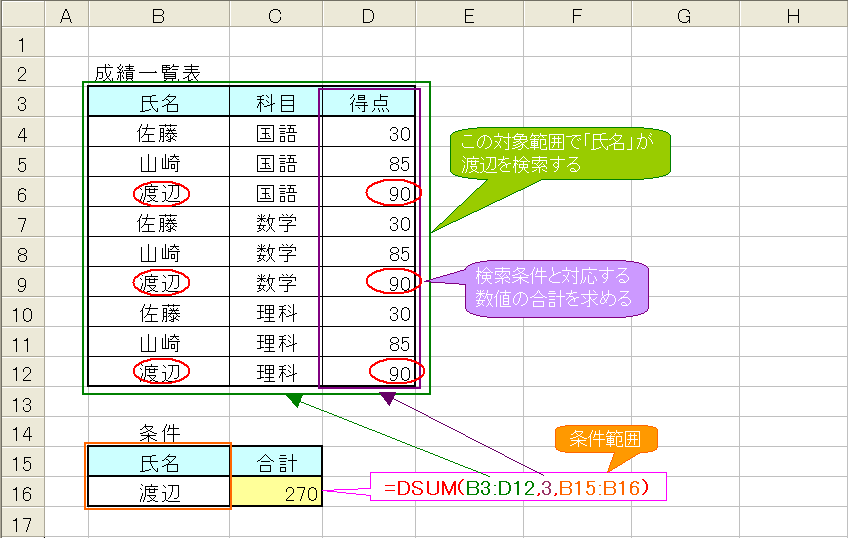 A B C D E F G H
1
2 成績一覧表
3 氏名 科目 得点
4 佐藤 国語 30
5 山崎 国語 85
6 渡辺 国語 90
7 佐藤 数学 30
8 山崎 数学 85
9 渡辺 数学 90
10 佐藤 理科 30
11 山崎 理科 85
12 渡辺 理科 90
この対象範囲で「氏名」が
渡辺を検索する
検索条件と対応する
数値の合計を求める
13
14 条件
15 氏名 合計
16 渡辺 270
17
条件範囲
=DSUM(B3:D12,3,B15:B16)